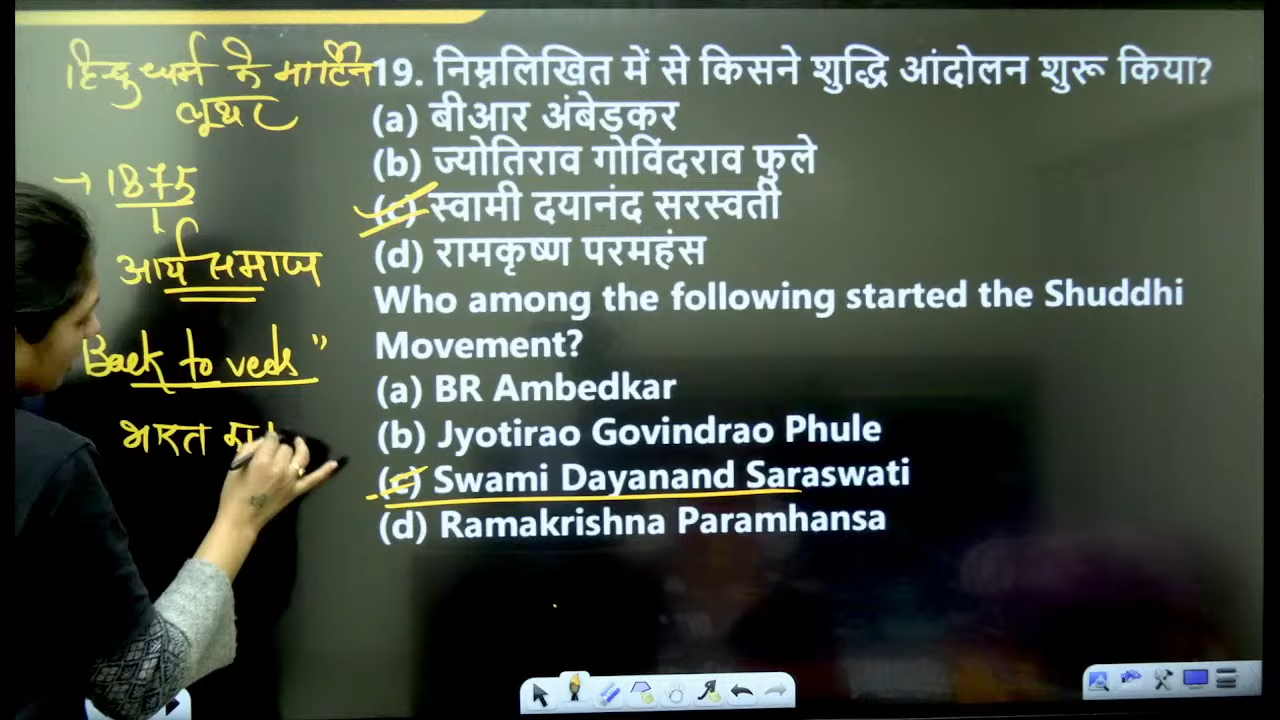 हिन्दु धर्म के मार्टिन
लूथर
→ 1875
आर्य समाज
Back to veds"
भारत
19. निम्नलिखित में से किसने शुद्धि आंदोलन शुरू किया?
(a) बीआर अंबेडकर
(b) ज्योतिराव गोविंदराव फुले
(c) स्वामी दयानंद सरस्वती
(d) रामकृष्ण परमहंस
Who among the following started the Shuddhi
Movement?
(a) BR Ambedkar
(b) Jyotirao Govindrao Phule
(c) Swami Dayanand Saraswati
(d) Ramakrishna Paramhansa